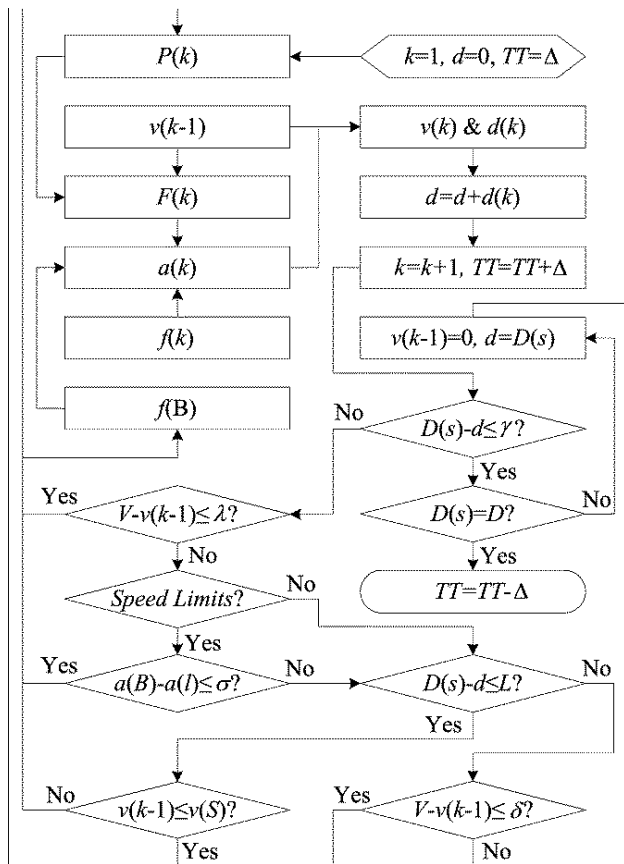 P(k)
k=1, d=0, TT=Δ
v(k-1)
v(k) & d(k)
F(k)
d=d+d(k)
a(k)
k=k+1, TT=TT+Δ
f(k)
v(k-1)=0, d=D(s)
f(B)
No
D(s)-d≤γ?
Yes
Yes
V-v(k-1)≤λ?
D(s)=D?
No
No
Yes
Speed Limits?
No
TT=TT-Δ
Yes
Yes
a(B)-a(l)≤σ?
No
D(s)-d≤L?
No
Yes
No
v(k-1)≤v(S)?
Yes
V-v(k-1)≤δ?
Yes
No